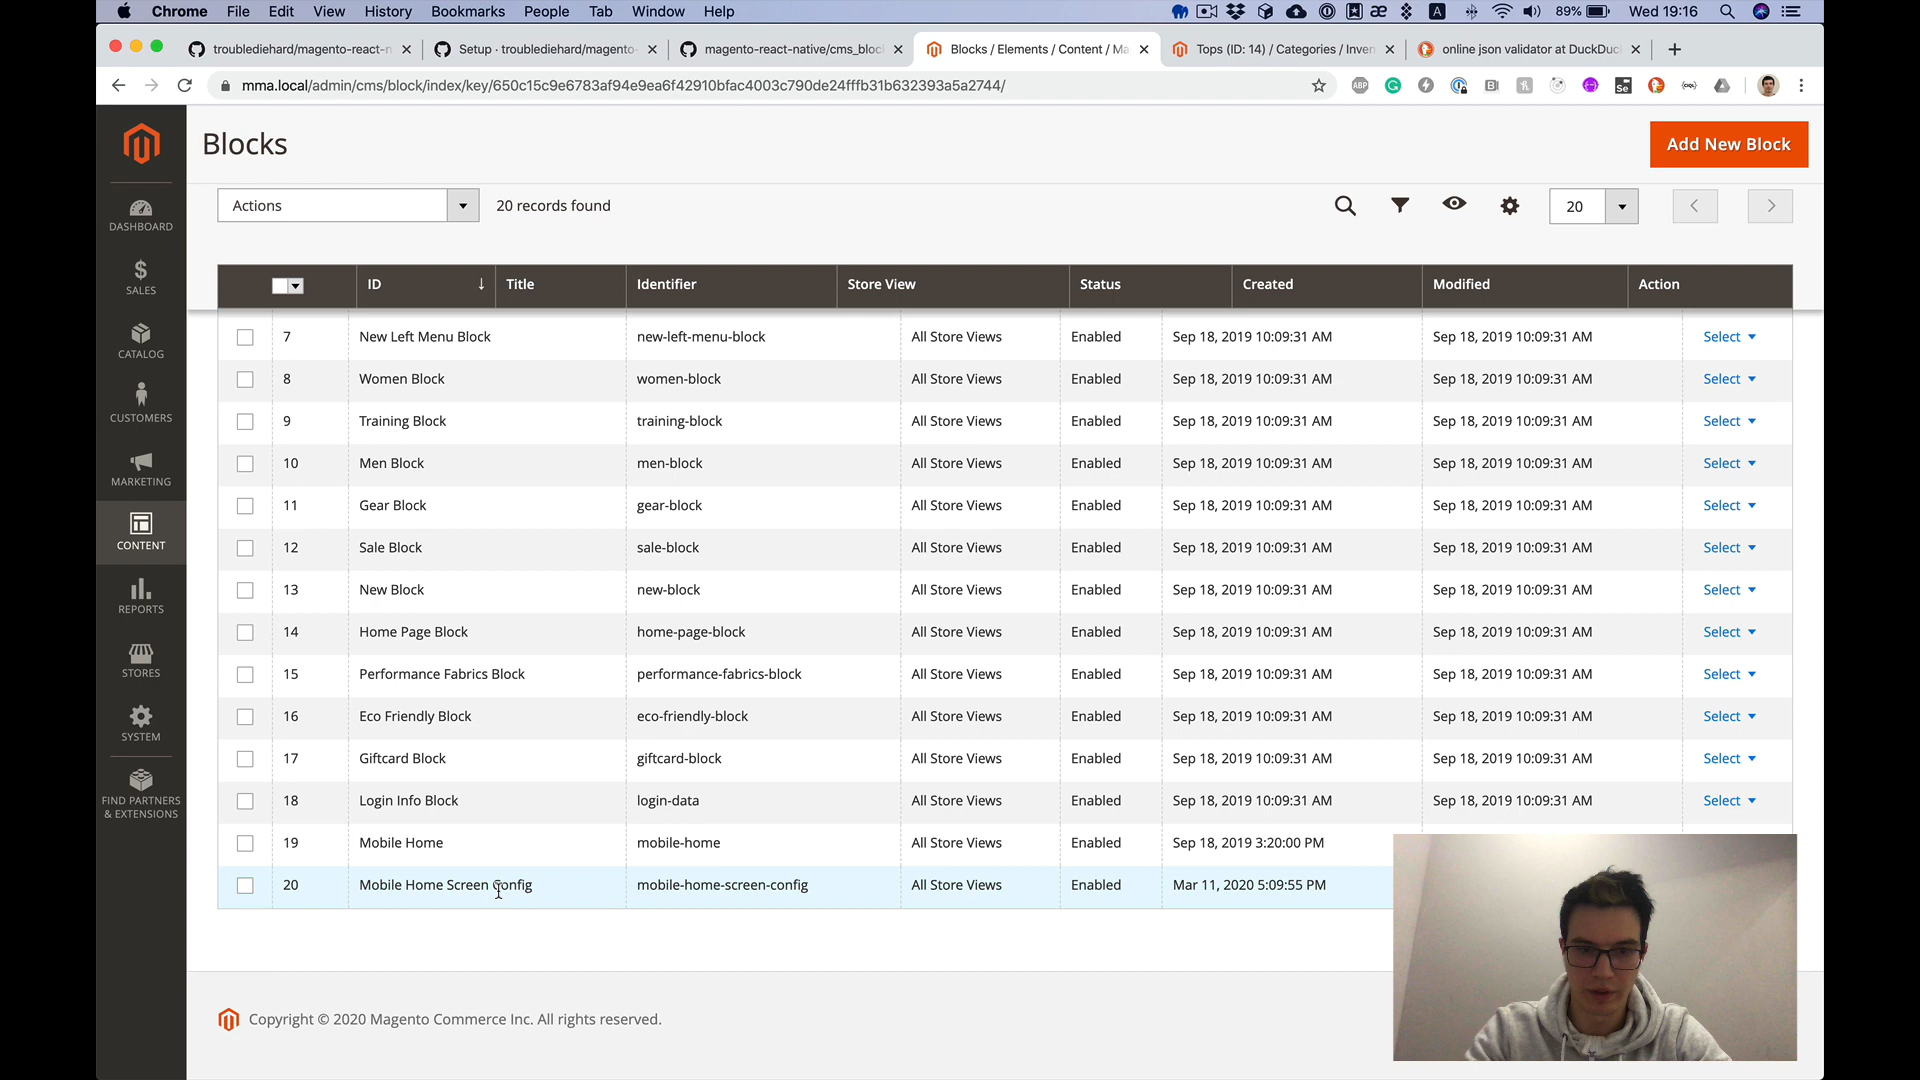 Chrome File Edit View History Bookmarks People Tab Window Help 89% Wed 19:16
troublediehard/magento-react-n Setup · troublediehard/magento- magento-react-native/cms_bloc Blocks / Elements / Content / Ma Tops (ID: 14) / Categories / Inven online json validator at DuckDuc
mma.local/admin/cms/block/index/key/650c15c9e6783af94e9ea6f42910bfac4003c790de24fffb31b632393a5a2744/
Blocks
Add New Block
Actions 20 records found 20
ID Title Identifier Store View Status Created Modified Action
7 New Left Menu Block new-left-menu-block All Store Views Enabled Sep 18, 2019 10:09:31 AM Sep 18, 2019 10:09:31 AM Select
8 Women Block women-block All Store Views Enabled Sep 18, 2019 10:09:31 AM Sep 18, 2019 10:09:31 AM Select
9 Training Block training-block All Store Views Enabled Sep 18, 2019 10:09:31 AM Sep 18, 2019 10:09:31 AM Select
10 Men Block men-block All Store Views Enabled Sep 18, 2019 10:09:31 AM Sep 18, 2019 10:09:31 AM Select
11 Gear Block gear-block All Store Views Enabled Sep 18, 2019 10:09:31 AM Sep 18, 2019 10:09:31 AM Select
12 Sale Block sale-block All Store Views Enabled Sep 18, 2019 10:09:31 AM Sep 18, 2019 10:09:31 AM Select
13 New Block new-block All Store Views Enabled Sep 18, 2019 10:09:31 AM Sep 18, 2019 10:09:31 AM Select
14 Home Page Block home-page-block All Store Views Enabled Sep 18, 2019 10:09:31 AM Sep 18, 2019 10:09:31 AM Select
15 Performance Fabrics Block performance-fabrics-block All Store Views Enabled Sep 18, 2019 10:09:31 AM Sep 18, 2019 10:09:31 AM Select
16 Eco Friendly Block eco-friendly-block All Store Views Enabled Sep 18, 2019 10:09:31 AM Sep 18, 2019 10:09:31 AM Select
17 Giftcard Block giftcard-block All Store Views Enabled Sep 18, 2019 10:09:31 AM Sep 18, 2019 10:09:31 AM Select
18 Login Info Block login-data All Store Views Enabled Sep 18, 2019 10:09:31 AM Sep 18, 2019 10:09:31 AM Select
19 Mobile Home mobile-home All Store Views Enabled Sep 18, 2019 3:20:00 PM
20 Mobile Home Screen Config mobile-home-screen-config All Store Views Enabled Mar 11, 2020 5:09:55 PM
DASHBOARD
SALES
CATALOG
CUSTOMERS
MARKETING
CONTENT
REPORTS
STORES
SYSTEM
FIND PARTNERS
& EXTENSIONS
Copyright © 2020 Magento Commerce Inc. All rights reserved.